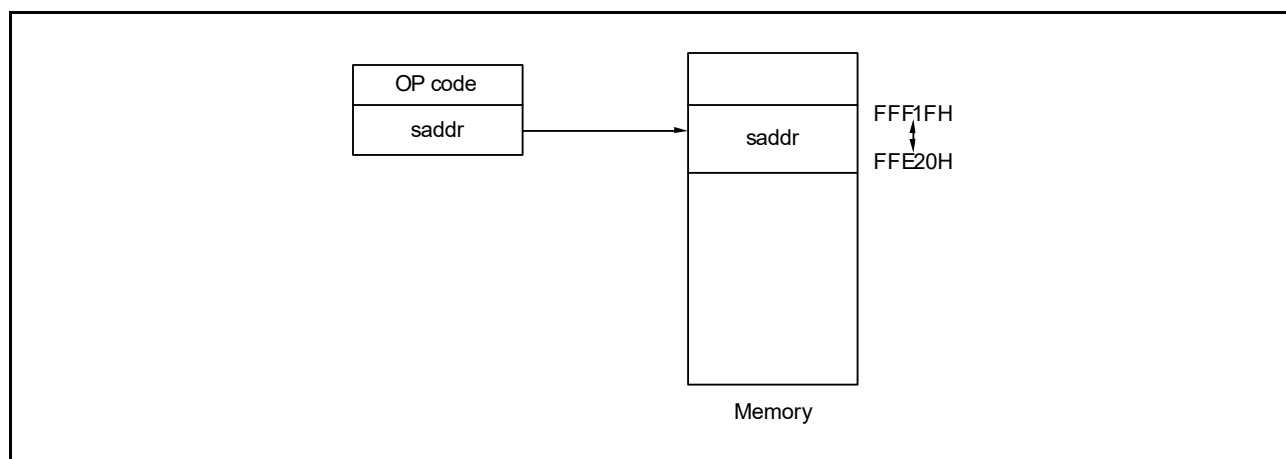 OP code
saddr
saddr
FFF1FH
FFE20H
Memory